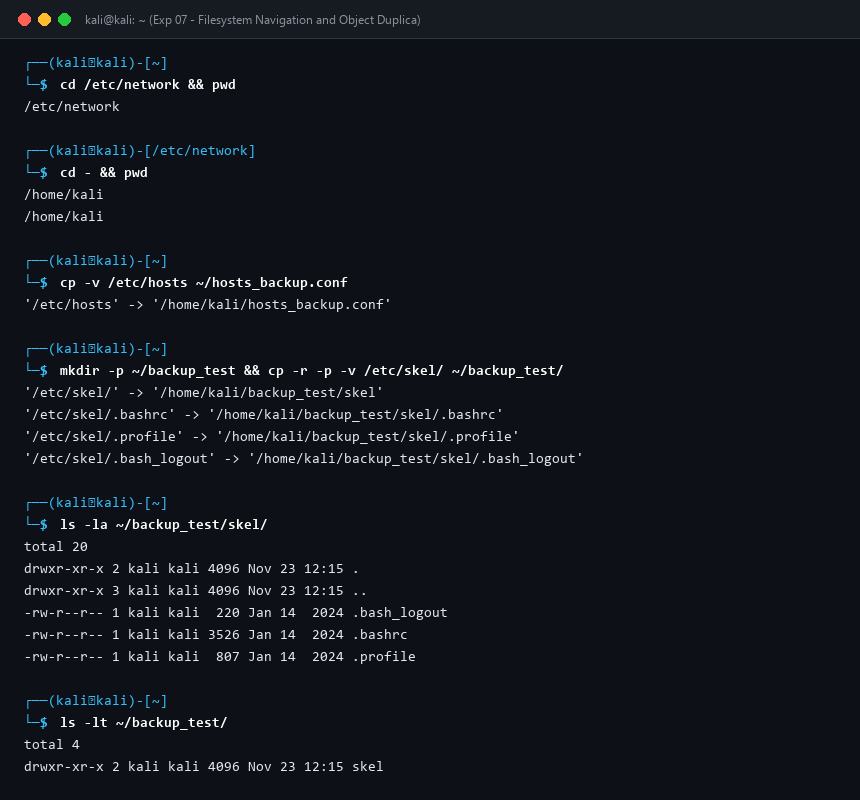 kali@kali: ~ (Exp 07 - Filesystem Navigation and Object Duplica)
┌──(kali⍰kali)-[~]
└─$ cd /etc/network && pwd
/etc/network
┌──(kali⍰kali)-[/etc/network]
└─$ cd - && pwd
/home/kali
/home/kali
┌──(kali⍰kali)-[~]
└─$ cp -v /etc/hosts ~/hosts_backup.conf
'/etc/hosts' -> '/home/kali/hosts_backup.conf'
┌──(kali⍰kali)-[~]
└─$ mkdir -p ~/backup_test && cp -r -p -v /etc/skel/ ~/backup_test/
'/etc/skel/' -> '/home/kali/backup_test/skel'
'/etc/skel/.bashrc' -> '/home/kali/backup_test/skel/.bashrc'
'/etc/skel/.profile' -> '/home/kali/backup_test/skel/.profile'
'/etc/skel/.bash_logout' -> '/home/kali/backup_test/skel/.bash_logout'
┌──(kali⍰kali)-[~]
└─$ ls -la ~/backup_test/skel/
total 20
drwxr-xr-x 2 kali kali 4096 Nov 23 12:15 .
drwxr-xr-x 3 kali kali 4096 Nov 23 12:15 ..
-rw-r--r-- 1 kali kali  220 Jan 14  2024 .bash_logout
-rw-r--r-- 1 kali kali 3526 Jan 14  2024 .bashrc
-rw-r--r-- 1 kali kali  807 Jan 14  2024 .profile
┌──(kali⍰kali)-[~]
└─$ ls -lt ~/backup_test/
total 4
drwxr-xr-x 2 kali kali 4096 Nov 23 12:15 skel